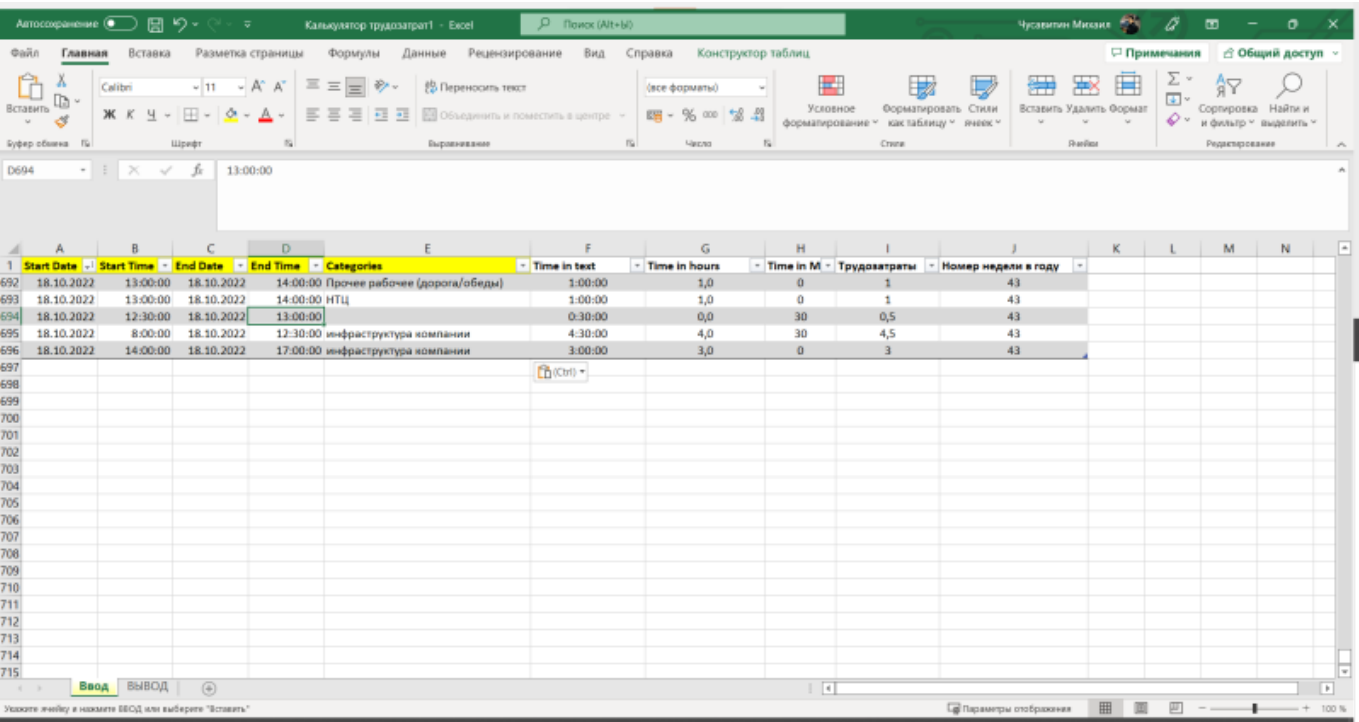 Автосохранение
Калькулятор трудозатрат1 - Excel
Поиск (Alt+Ы)
Чусавитин Михаил
Файл Главная Вставка Разметка страницы Формулы Данные Рецензирование Вид Справка Конструктор таблиц
Примечания Общий доступ
Вставить
Calibri 11
Ж К Ч
Переносить текст
Объединить и поместить в центре
(все форматы)
% 000
Условное форматирование
Форматировать как таблицу
Стили ячеек
Вставить Удалить Формат
Сортировка и фильтр
Найти и выделить
Буфер обмена Шрифт Выравнивание Число Стили Ячейки Редактирование
D694 fx 13:00:00
A B C D E F G H I J K L M N
1 Start Date Start Time End Date End Time Categories Time in text Time in hours Time in M Трудозатраты Номер недели в году
692 18.10.2022 13:00:00 18.10.2022 14:00:00 Прочее рабочее (дорога/обеды) 1:00:00 1,0 0 1 43
693 18.10.2022 13:00:00 18.10.2022 14:00:00 НТЦ 1:00:00 1,0 0 1 43
694 18.10.2022 12:30:00 18.10.2022 13:00:00 0:30:00 0,0 30 0,5 43
695 18.10.2022 8:00:00 18.10.2022 12:30:00 инфраструктура компании 4:30:00 4,0 30 4,5 43
696 18.10.2022 14:00:00 18.10.2022 17:00:00 инфраструктура компании 3:00:00 3,0 0 3 43
697 (Ctrl)
698
699
700
701
702
703
704
705
706
707
708
709
710
711
712
713
714
715
Ввод ВЫВОД
Укажите ячейку и нажмите ВВОД или выберите "Вставить"
Параметры отображения
100 %